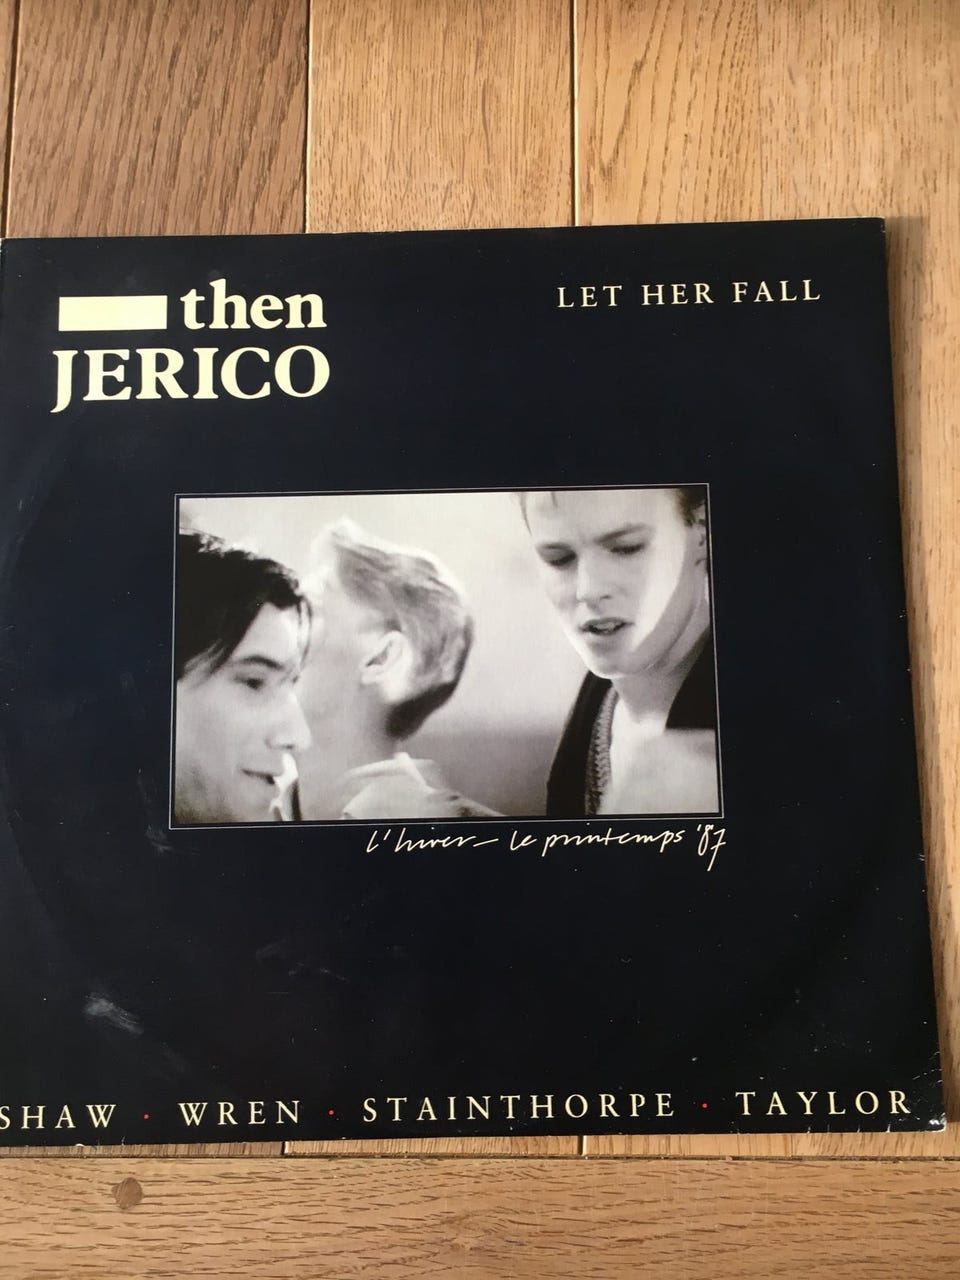 then
JERICO
LET HER FALL
l'hiver – le printemps '87
SHAW · WREN · STAINTHORPE · TAYLOR